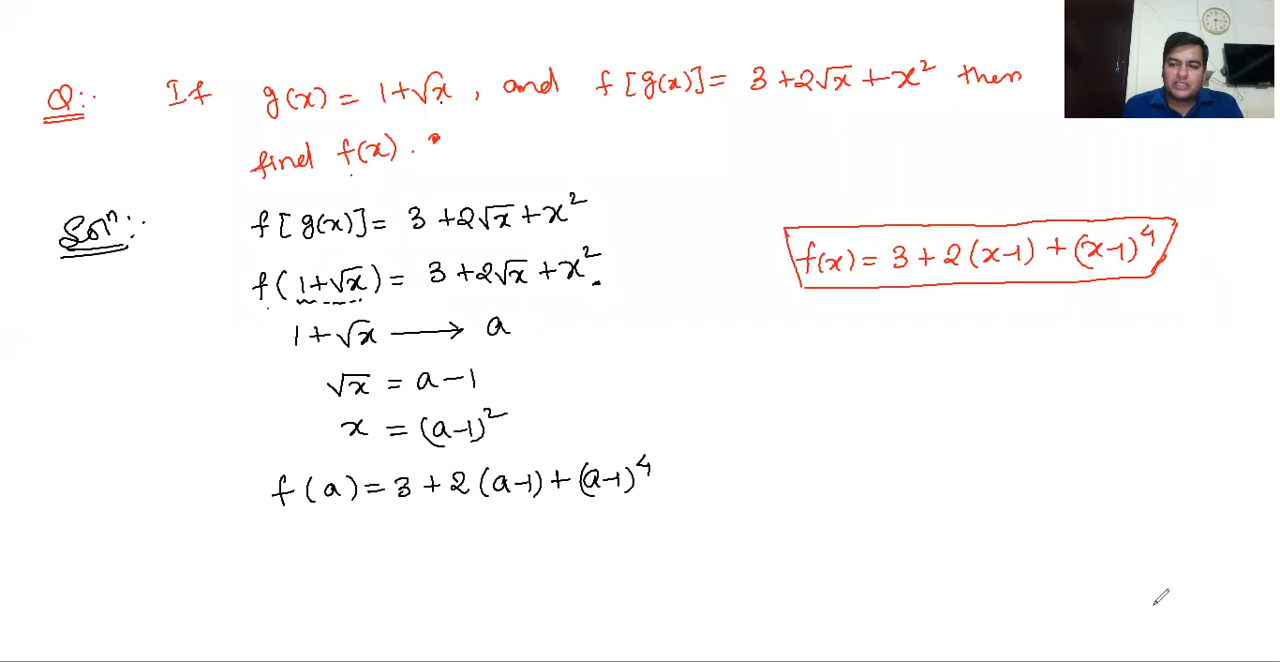 Q:. If g(x) = 1+√x, and f[g(x)] = 3+2√x+x² then
find f(x).
Solⁿ:. f[g(x)] = 3+2√x+x²
f(1+√x) = 3+2√x+x².
1+√x ⟶ a
√x = a-1
x = (a-1)²
f(a) = 3+2(a-1)+(a-1)⁴
f(x) = 3+2(x-1)+(x-1)⁴